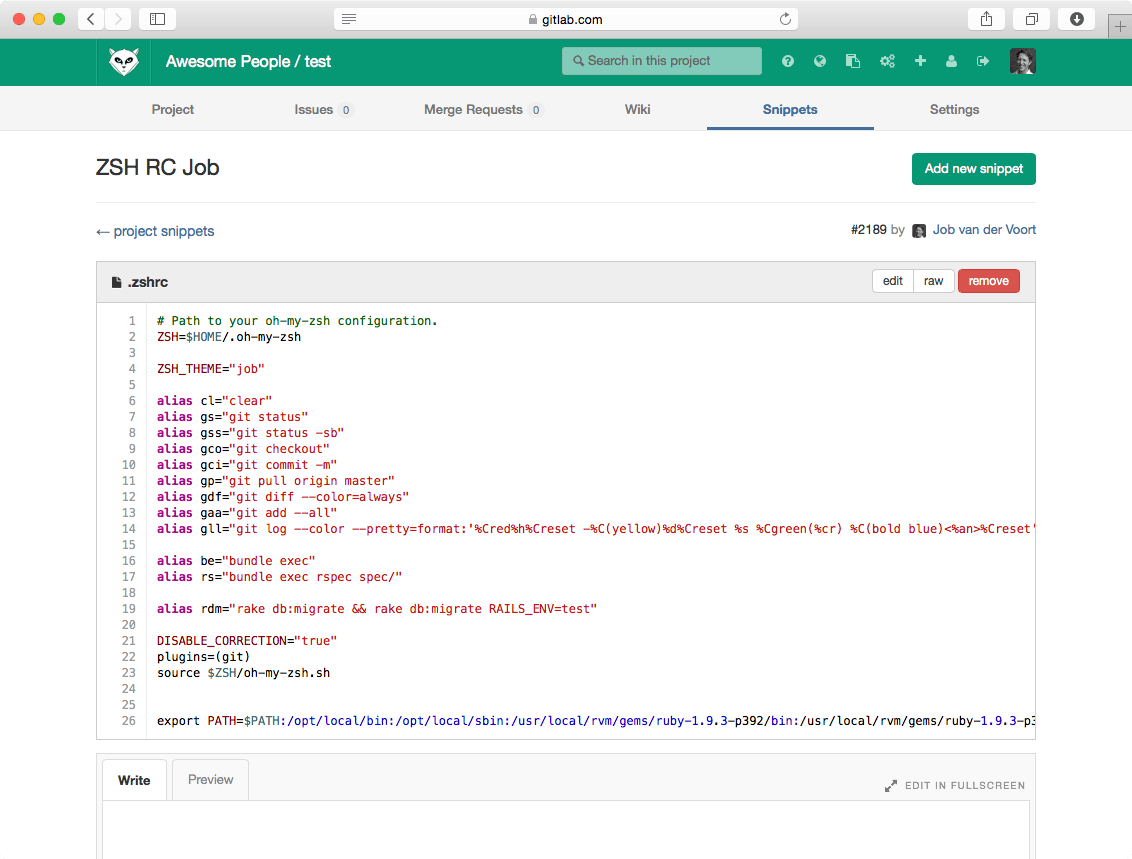 gitlab.com
Awesome People / test
Search in this project
Project Issues 0 Merge Requests 0 Wiki Snippets Settings
ZSH RC Job
Add new snippet
← project snippets
#2189 by Job van der Voort
.zshrc
edit raw remove
1 # Path to your oh-my-zsh configuration.
2 ZSH=$HOME/.oh-my-zsh
3
4 ZSH_THEME="job"
5
6 alias cl="clear"
7 alias gs="git status"
8 alias gss="git status -sb"
9 alias gco="git checkout"
10 alias gci="git commit -m"
11 alias gp="git pull origin master"
12 alias gdf="git diff --color=always"
13 alias gaa="git add --all"
14 alias gll="git log --color --pretty=format:'%Cred%h%Creset -%C(yellow)%d%Creset %s %Cgreen(%cr) %C(bold blue)<%an>%Creset'
15
16 alias be="bundle exec"
17 alias rs="bundle exec rspec spec/"
18
19 alias rdm="rake db:migrate && rake db:migrate RAILS_ENV=test"
20
21 DISABLE_CORRECTION="true"
22 plugins=(git)
23 source $ZSH/oh-my-zsh.sh
24
25
26 export PATH=$PATH:/opt/local/bin:/opt/local/sbin:/usr/local/rvm/gems/ruby-1.9.3-p392/bin:/usr/local/rvm/gems/ruby-1.9.3-p3
Write Preview
EDIT IN FULLSCREEN